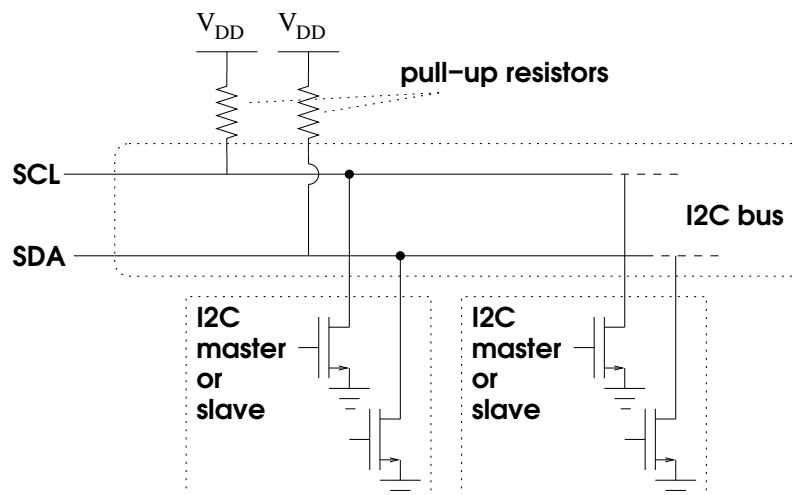 V_DD V_DD
pull-up resistors
SCL
I2C bus
SDA
I2C I2C
master master
or or
slave slave